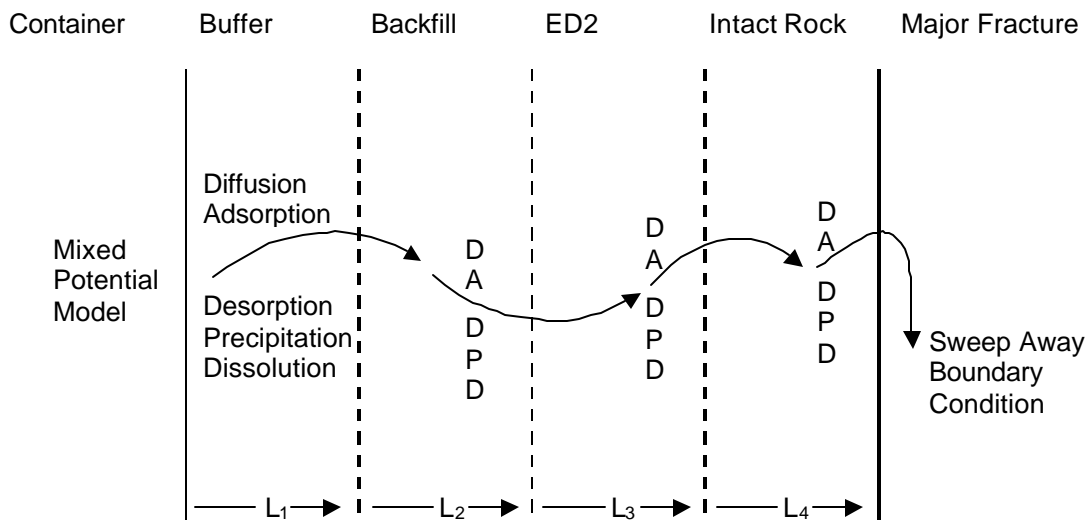 Container Buffer Backfill ED2 Intact Rock Major Fracture
Mixed
Potential
Model
Diffusion
Adsorption
Desorption
Precipitation
Dissolution
D
A
D
P
D
D
A
D
P
D
D
A
D
P
D
Sweep Away
Boundary
Condition
L1 L2 L3 L4